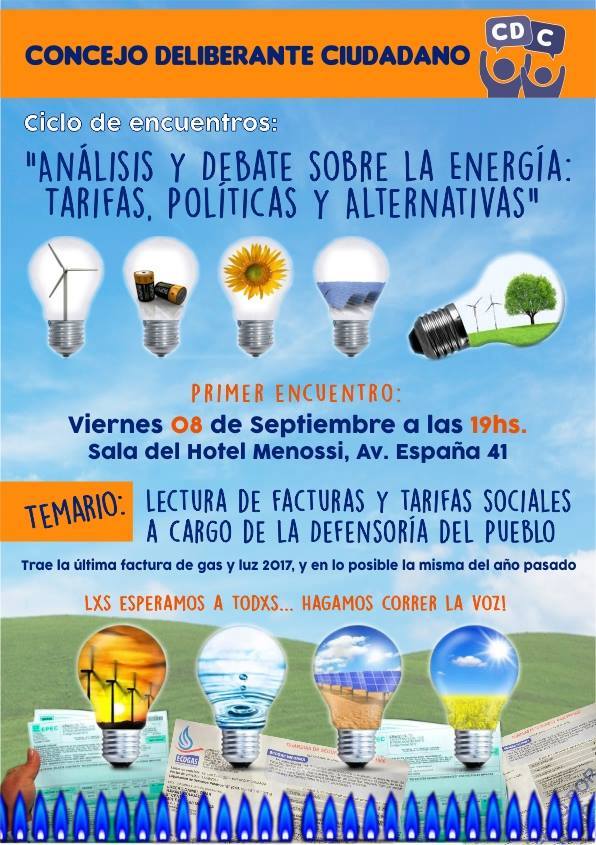 CONCEJO DELIBERANTE CIUDADANO
CD C
Ciclo de encuentros:
"ANÁLISIS Y DEBATE SOBRE LA ENERGÍA:
TARIFAS, POLÍTICAS Y ALTERNATIVAS"
PRIMER ENCUENTRO:
Viernes 08 de Septiembre a las 19hs.
Sala del Hotel Menossi, Av. España 41
TEMARIO:
LECTURA DE FACTURAS Y TARIFAS SOCIALES
A CARGO DE LA DEFENSORÍA DEL PUEBLO
Trae la última factura de gas y luz 2017, y en lo posible la misma del año pasado
LXS ESPERAMOS A TODXS... HAGAMOS CORRER LA VOZ!
EPEC
ECOGAS